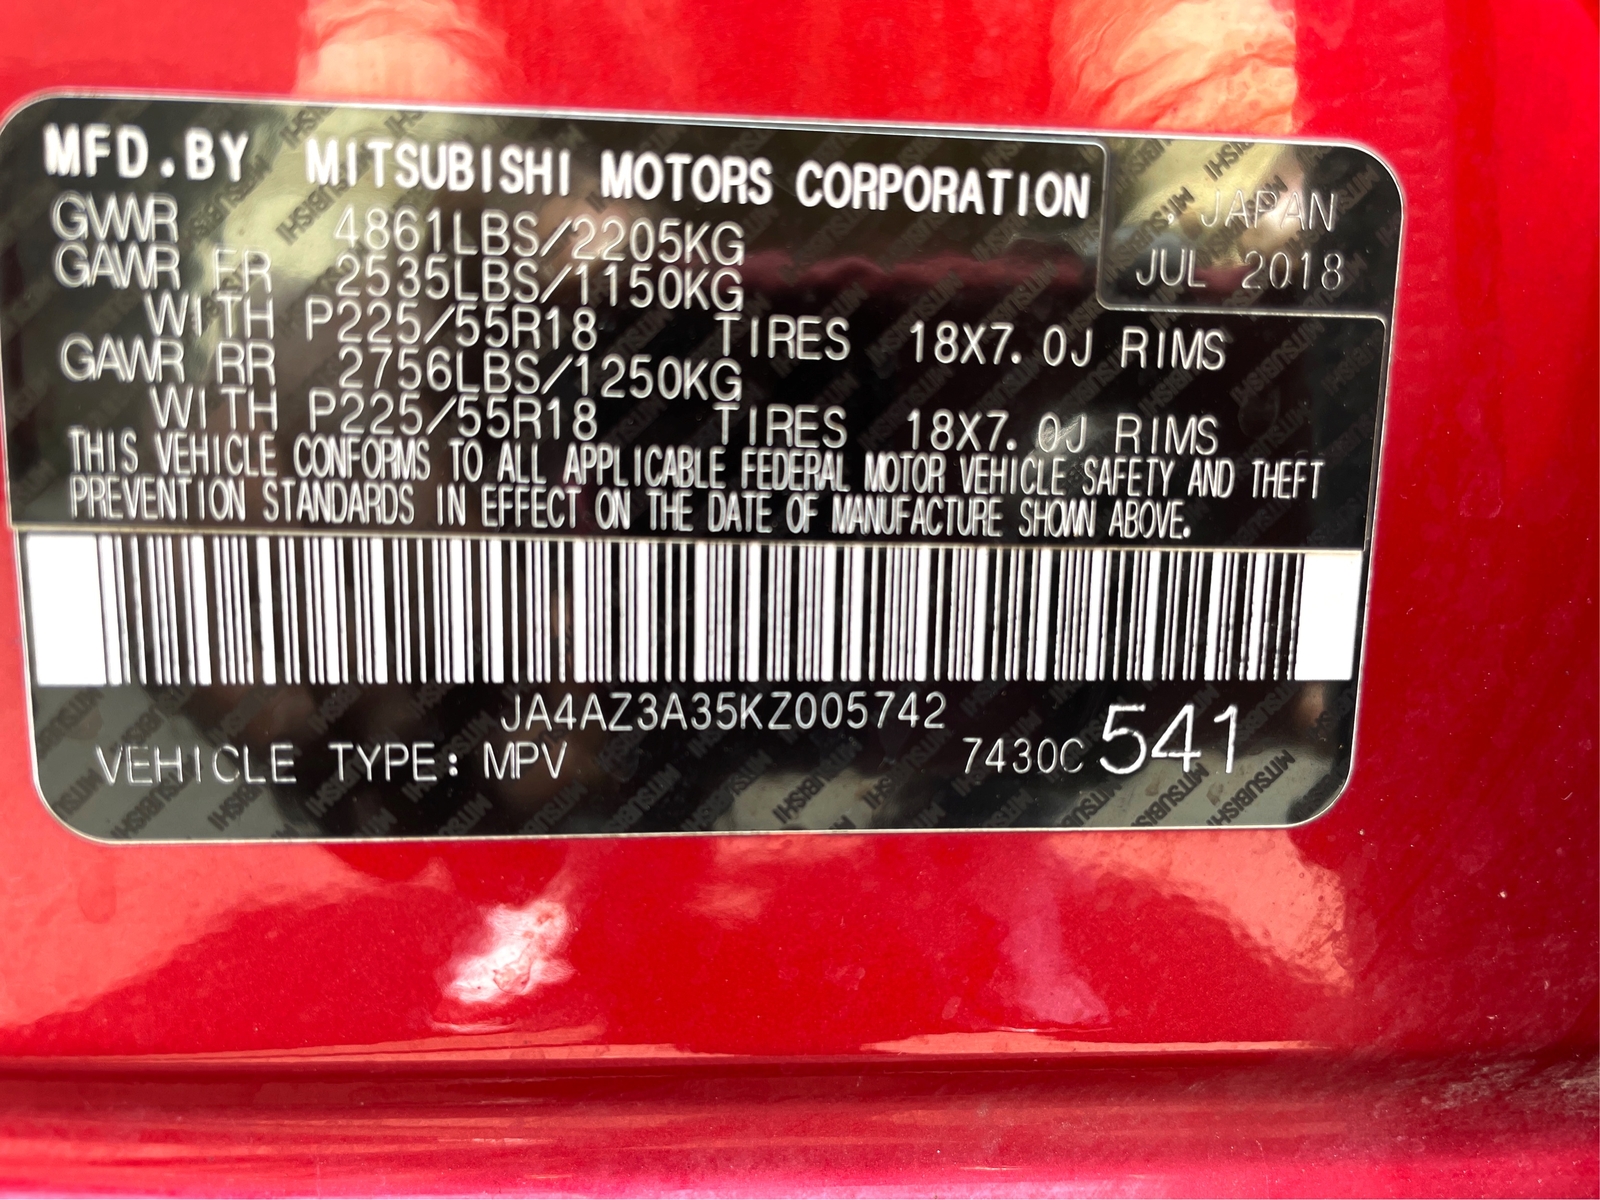 MFD.BY MITSUBISHI MOTORS CORPORATION
JAPAN
JUL 2018
GVWR 4861LBS/2205KG
GAWR FR 2535LBS/1150KG
WITH P225/55R18 TIRES 18X7.0J RIMS
GAWR RR 2756LBS/1250KG
WITH P225/55R18 TIRES 18X7.0J RIMS
THIS VEHICLE CONFORMS TO ALL APPLICABLE FEDERAL MOTOR VEHICLE SAFETY AND THEFT
PREVENTION STANDARDS IN EFFECT ON THE DATE OF MANUFACTURE SHOWN ABOVE.
JA4AZ3A35KZ005742
VEHICLE TYPE: MPV 7430C 541